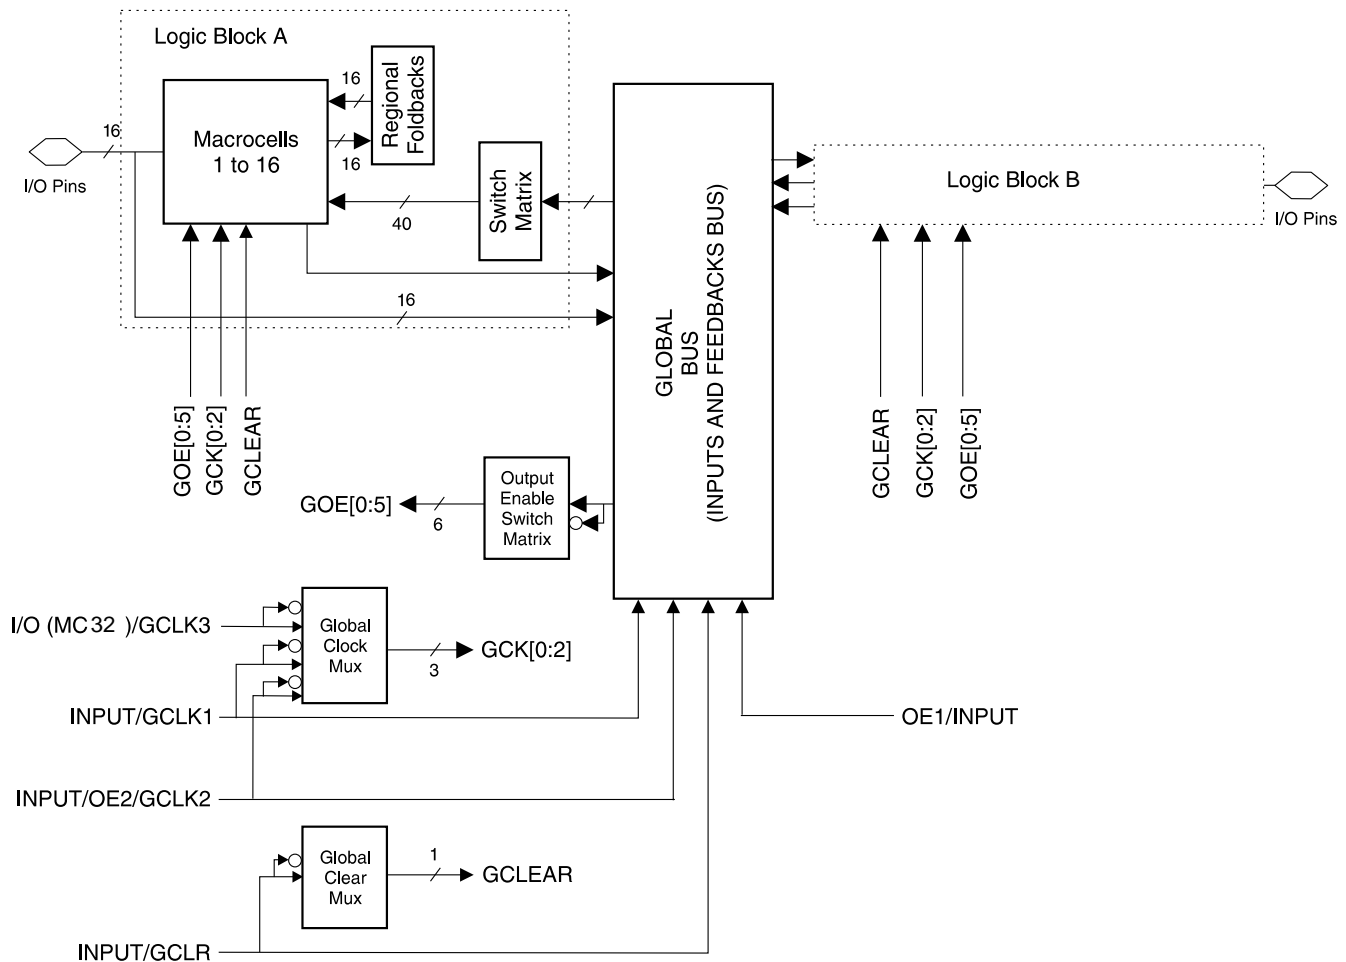 Logic Block A
16
Regional
Foldbacks
16
Macrocells
1 to 16
16
I/O Pins
Switch
Matrix
40
16
GOE[0:5]
GCK[0:2]
GCLEAR
GLOBAL
BUS
(INPUTS AND FEEDBACKS BUS)
Logic Block B
I/O Pins
GCLEAR
GCK[0:2]
GOE[0:5]
Output
Enable
Switch
Matrix
GOE[0:5]
6
I/O (MC32 )/GCLK3
Global
Clock
Mux
3
GCK[0:2]
INPUT/GCLK1
OE1/INPUT
INPUT/OE2/GCLK2
Global
Clear
Mux
1
GCLEAR
INPUT/GCLR